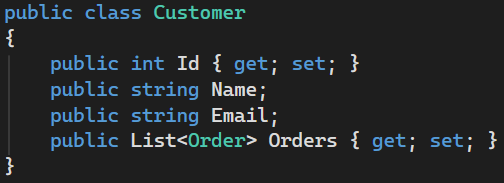 public class Customer
{
    public int Id { get; set; }
    public string Name;
    public string Email;
    public List<Order> Orders { get; set; }
}